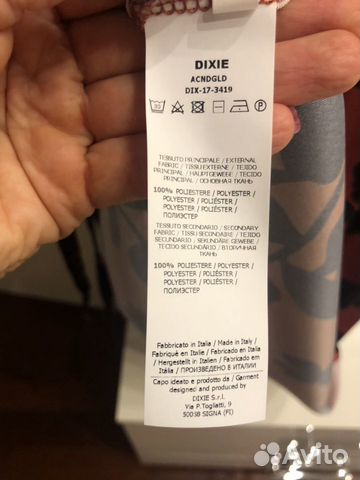 DIXIE
ACNDGLD
DIX-17-3419
30
P
TESSUTO PRINCIPALE / EXTERNAL
FABRIC / TISSU EXTERNE / TEJIDO
PRINCIPAL / HAUPTGEWEBE / TECIDO
PRINCIPAL / ОСНОВНАЯ ТКАНЬ
100% POLIESTERE / POLYESTER /
POLYESTER / POLIÉSTER /
POLYESTER / POLIÉSTER /
ПОЛИЭСТЕР
TESSUTO SECONDARIO / SECONDARY
FABRIC / TISSU SECONDAIRE / TEJIDO
SECUNDARIO / SEKUNDÄRE GEWEBE /
TECIDO SECUNDÁRIO / ВТОРИЧНАЯ
ТКАНЬ
100% POLIESTERE / POLYESTER /
POLYESTER / POLIÉSTER /
POLYESTER / POLIÉSTER /
ПОЛИЭСТЕР
Fabbricato in Italia / Made in Italy /
Fabriqué en Italie / Fabricado en Italia
/ Hergestellt in Italien / Fabricado em
Itália / ПРОИЗВЕДЕНО В ИТАЛИИ
Capo ideato e prodotto da / Garment
designed and produced by:
DIXIE S.r.l.
Via P.Togliatti, 9
50058 SIGNA (FI)
Avito